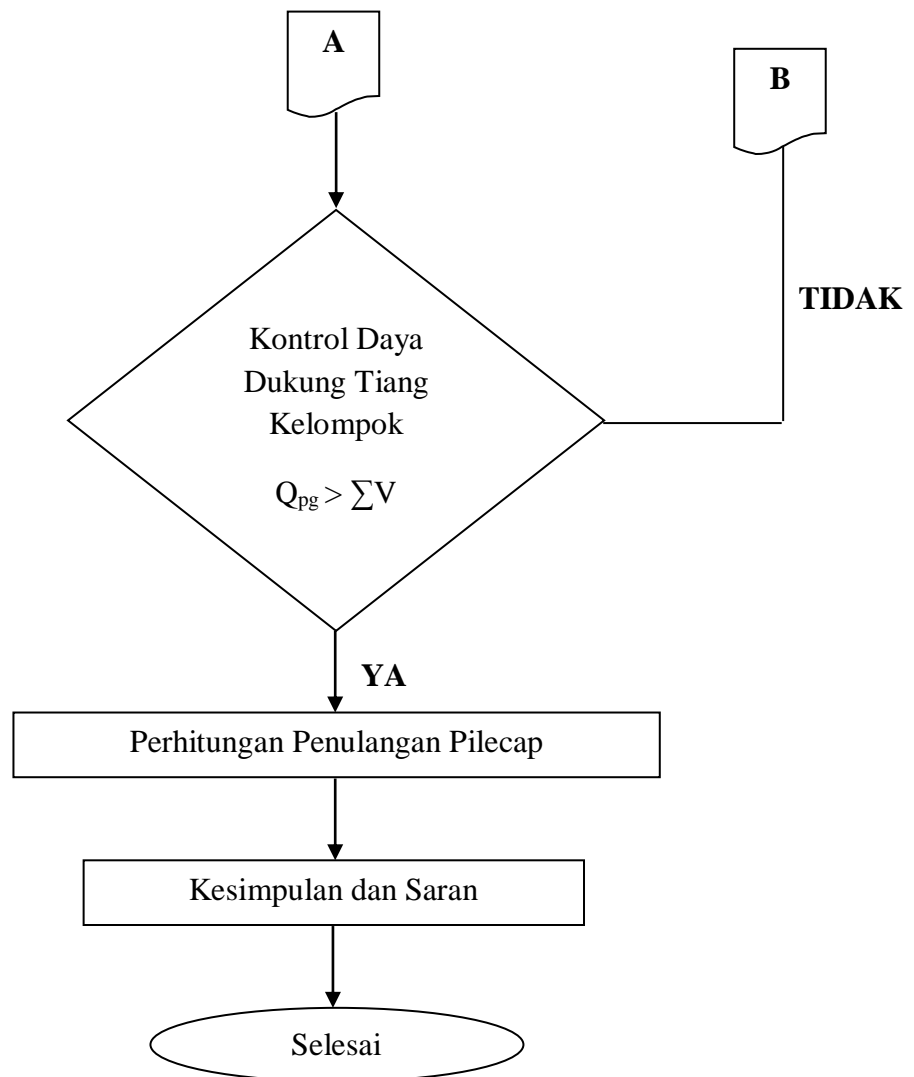 A
B
TIDAK
Kontrol Daya
Dukung Tiang
Kelompok
Qpg > ∑V
YA
Perhitungan Penulangan Pilecap
Kesimpulan dan Saran
Selesai